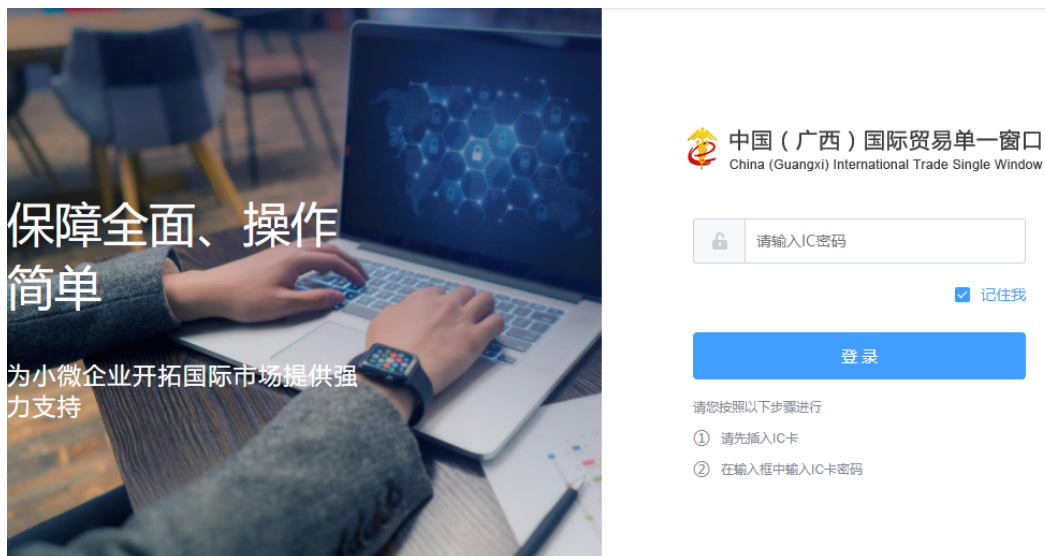 保障全面、操作
简单
为小微企业开拓国际市场提供强
力支持
中国（广西）国际贸易单一窗口
China (Guangxi) International Trade Single Window
请输入IC密码
记住我
登录
请您按照以下步骤进行
① 请先插入IC卡
② 在输入框中输入IC卡密码